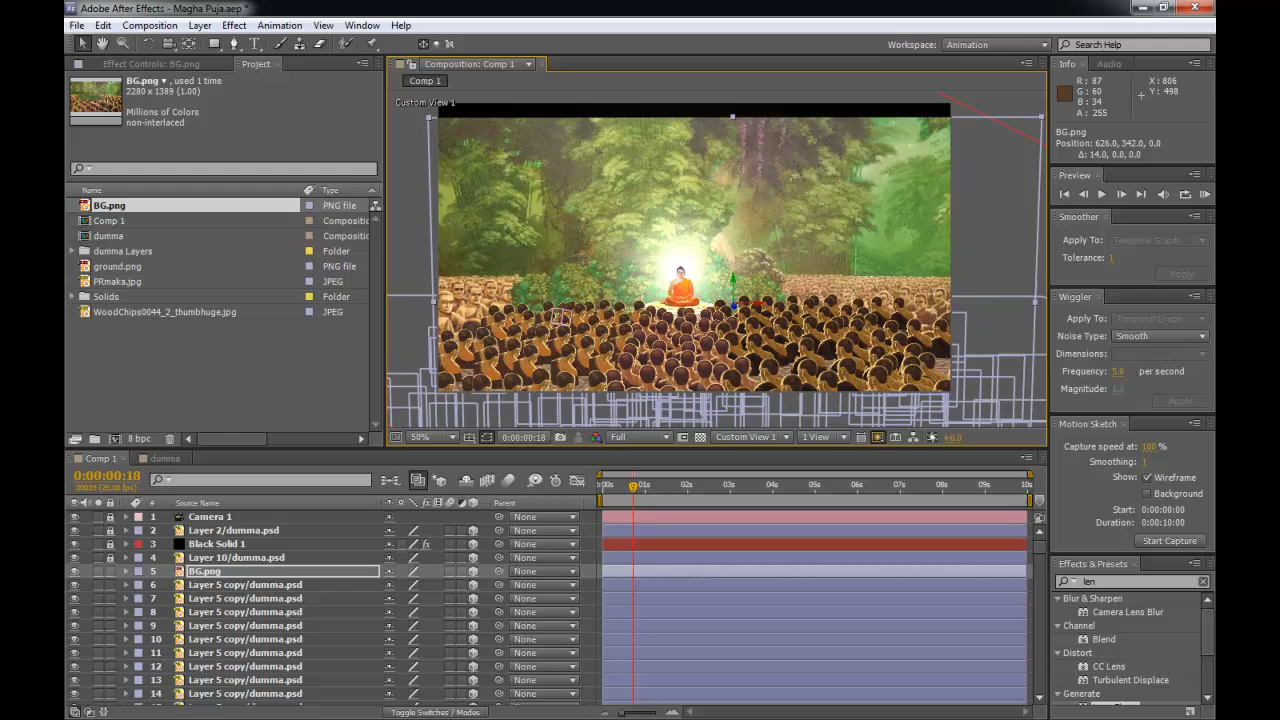 Adobe After Effects - Magha Puja.aep *
File Edit Composition Layer Effect Animation View Window Help
Workspace: Animation Search Help
Effect Controls: BG.png Project
BG.png ▾, used 1 time
2280 x 1389 (1.00)
Millions of Colors
non-interlaced
Name Type
BG.png PNG file
Comp 1 Compositic
dumma Compositic
dumma Layers Folder
ground.png PNG file
PRmaka.jpg JPEG
Solids Folder
WoodChips0044_2_thumbhuge.jpg JPEG
8 bpc
Composition: Comp 1
Comp 1
Custom View 1
50% 0:00:00:18 Full Custom View 1 1 View +0.0
Info Audio
R : 87 X : 806
G : 60 Y : 498
B : 34
A : 255
BG.png
Position: 626.0, 342.0, 0.0
Δ: 14.0, 0.0, 0.0
Preview
Smoother
Apply To: Temporal Graph
Tolerance: 1
Apply
Wiggler
Apply To: Temporal Graph
Noise Type: Smooth
Dimensions:
Frequency: 5.0 per second
Magnitude: 1.0
Apply
Motion Sketch
Capture speed at: 100 %
Smoothing: 1
Show: Wireframe
Background
Start: 0:00:00:00
Duration: 0:00:10:00
Start Capture
Effects & Presets
len
Blur & Sharpen
Camera Lens Blur
Channel
Blend
Distort
CC Lens
Turbulent Displace
Generate
Comp 1 dumma
0:00:00:18
00019 (25.00 fps)
# Source Name fx Parent
00s 01s 02s 03s 04s 05s 06s 07s 08s 09s 10s
1 Camera 1 None
2 Layer 2/dumma.psd None
3 Black Solid 1 fx None
4 Layer 10/dumma.psd None
5 BG.png None
6 Layer 5 copy/dumma.psd None
7 Layer 5 copy/dumma.psd None
8 Layer 5 copy/dumma.psd None
9 Layer 5 copy/dumma.psd None
10 Layer 5 copy/dumma.psd None
11 Layer 5 copy/dumma.psd None
12 Layer 5 copy/dumma.psd None
13 Layer 5 copy/dumma.psd None
14 Layer 5 copy/dumma.psd None
Toggle Switches / Modes